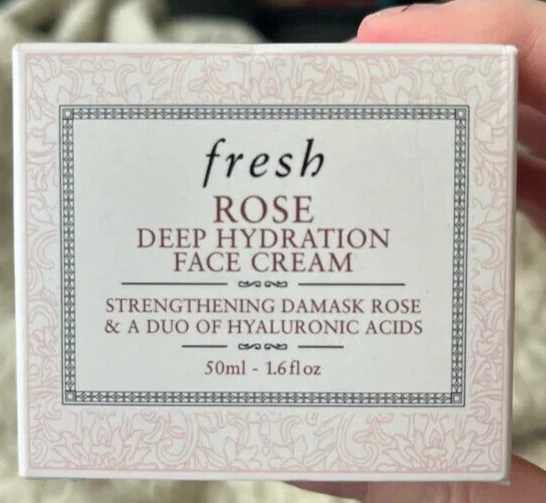 fresh
ROSE
DEEP HYDRATION
FACE CREAM
STRENGTHENING DAMASK ROSE
& A DUO OF HYALURONIC ACIDS
50ml - 1.6 fl oz